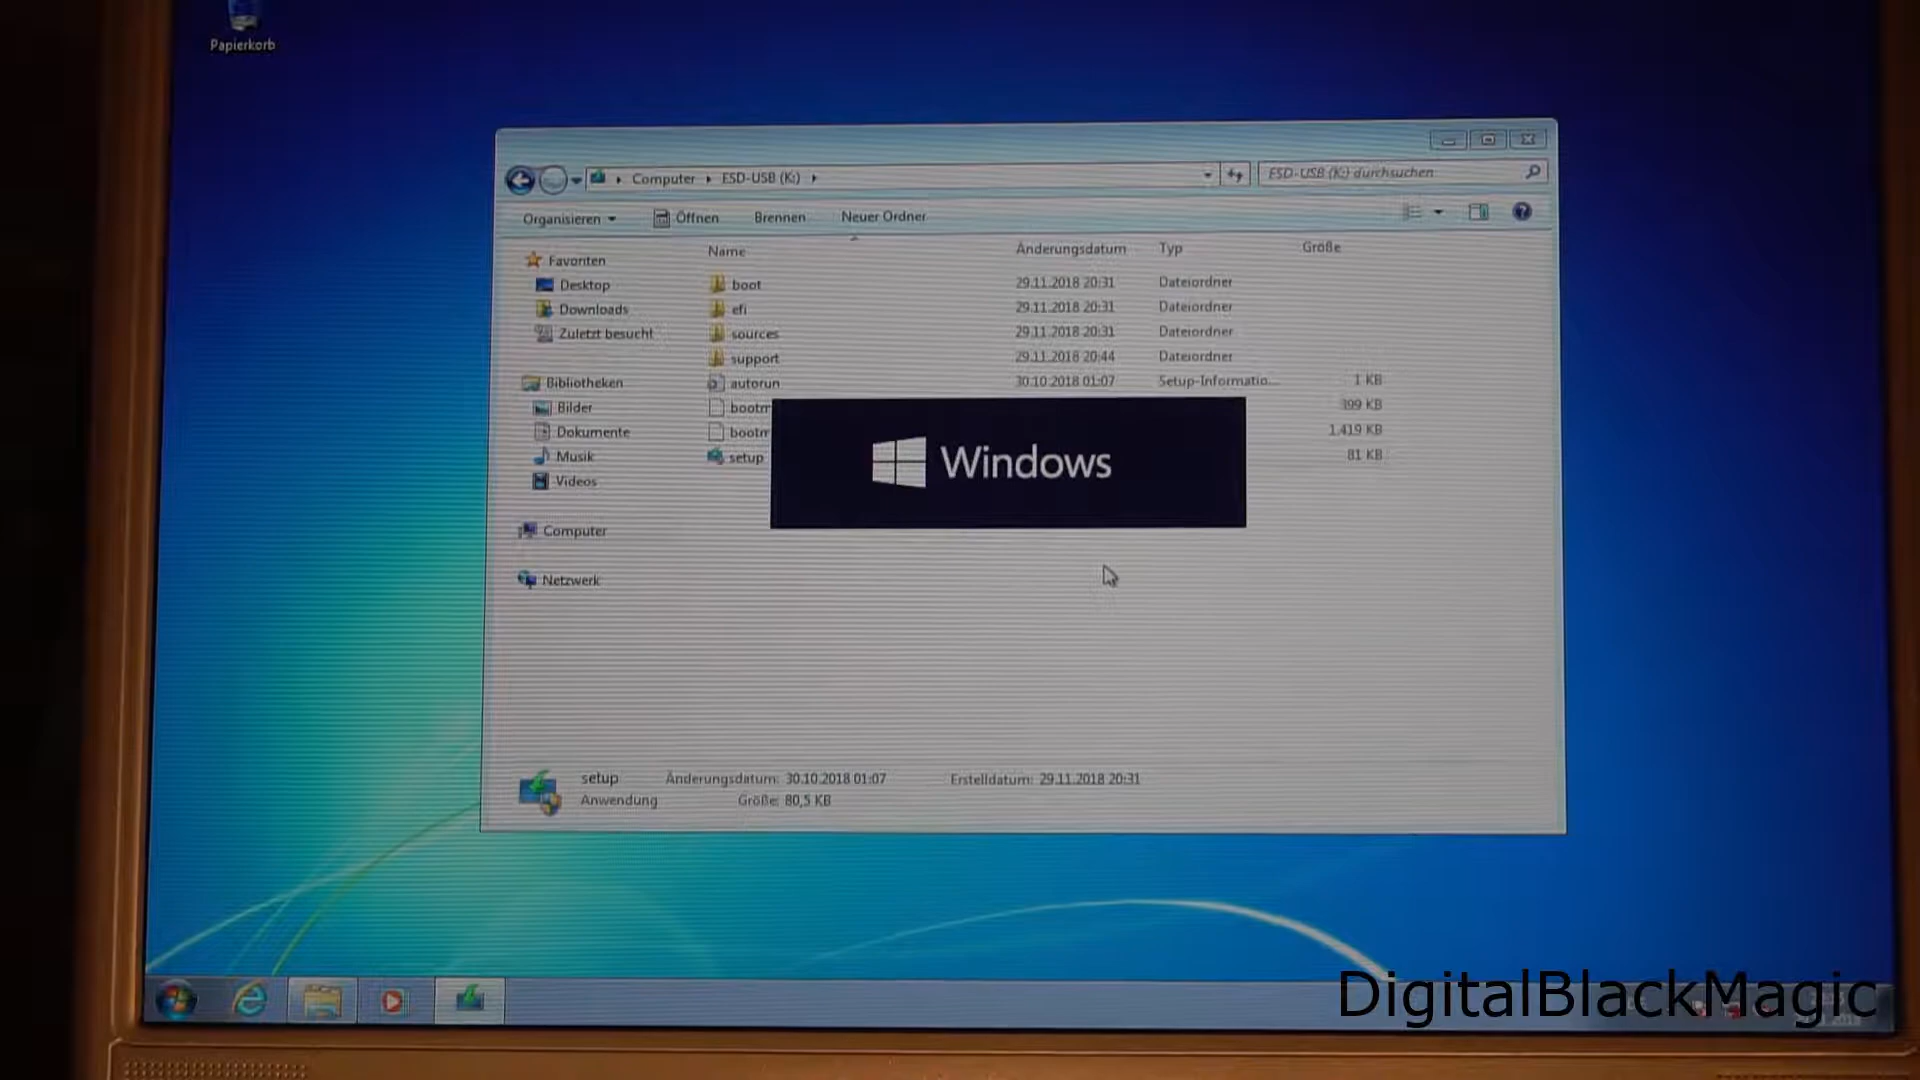 Papierkorb
Computer ESD-USB (K:)
ESD-USB (K:) durchsuchen
Organisieren
Öffnen
Brennen
Neuer Ordner
Name
Änderungsdatum
Typ
Größe
Favoriten
Desktop
Downloads
Zuletzt besucht
Bibliotheken
Bilder
Dokumente
Musik
Videos
Computer
Netzwerk
boot 29.11.2018 20:31 Dateiordner
efi 29.11.2018 20:31 Dateiordner
sources 29.11.2018 20:31 Dateiordner
support 29.11.2018 20:44 Dateiordner
autorun 30.10.2018 01:07 Setup-Informatio... 1 KB
bootm 399 KB
bootm 1.419 KB
setup 81 KB
Windows
setup Änderungsdatum: 30.10.2018 01:07 Erstelldatum: 29.11.2018 20:31
Anwendung Größe: 80,5 KB
DigitalBlackMagic